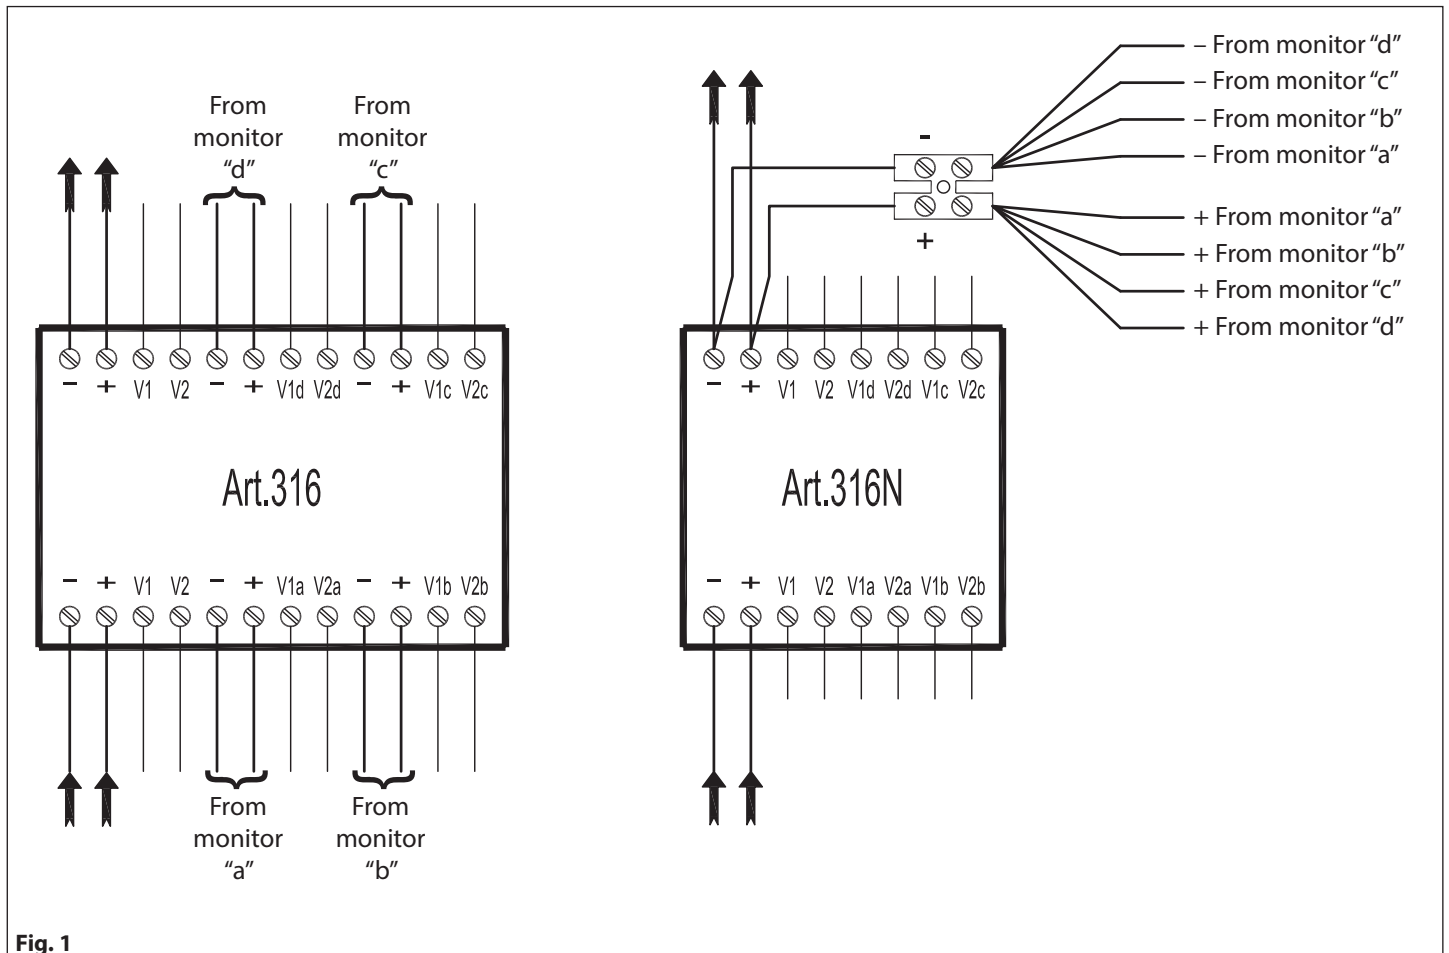 From
monitor
“d”
From
monitor
“c”
− + V1 V2 − + V1d V2d − + V1c V2c
Art.316
− + V1 V2 − + V1a V2a − + V1b V2b
From
monitor
“a”
From
monitor
“b”
– From monitor “d”
– From monitor “c”
– From monitor “b”
– From monitor “a”
-
+
+ From monitor “a”
+ From monitor “b”
+ From monitor “c”
+ From monitor “d”
− + V1 V2 V1d V2d V1c V2c
Art.316N
− + V1 V2 V1a V2a V1b V2b
Fig. 1